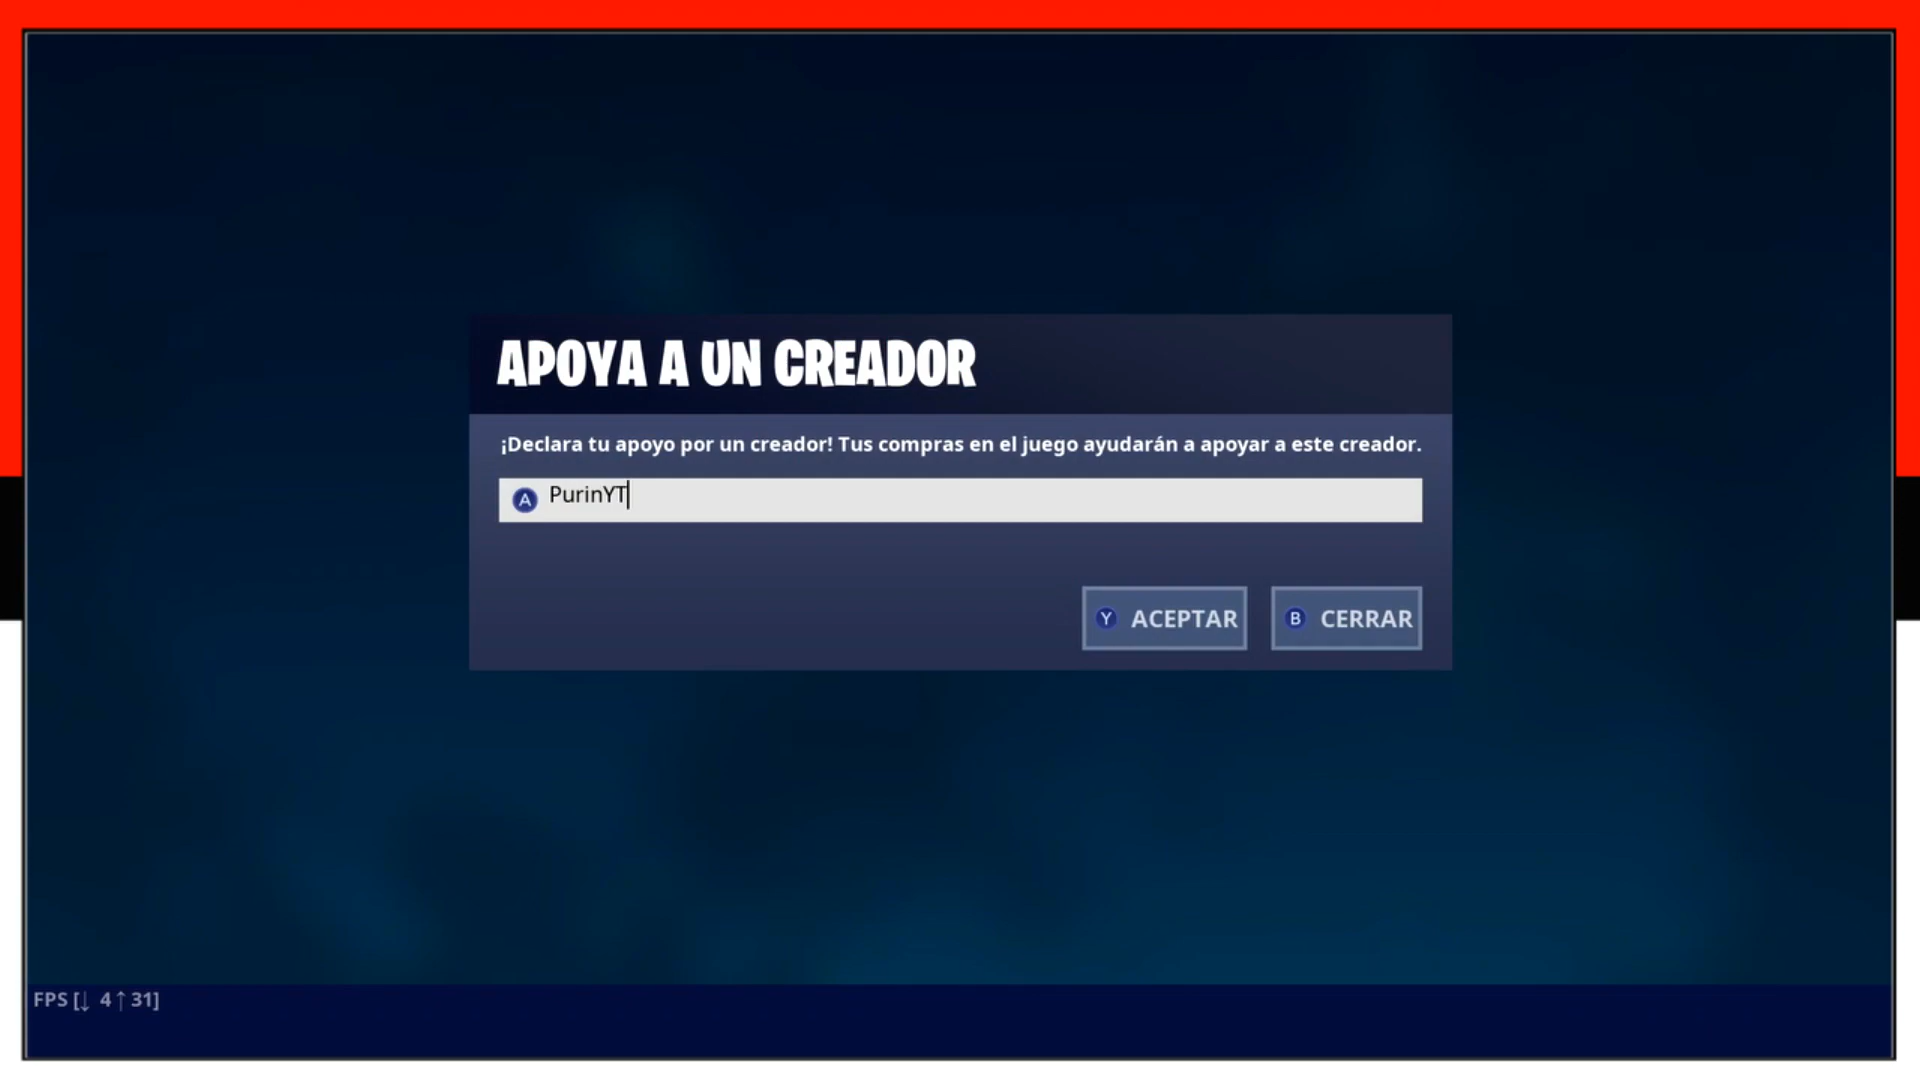 APOYA A UN CREADOR
¡Declara tu apoyo por un creador! Tus compras en el juego ayudarán a apoyar a este creador.
A PurinYT
Y ACEPTAR B CERRAR
FPS [↓ 4 ↑ 31]